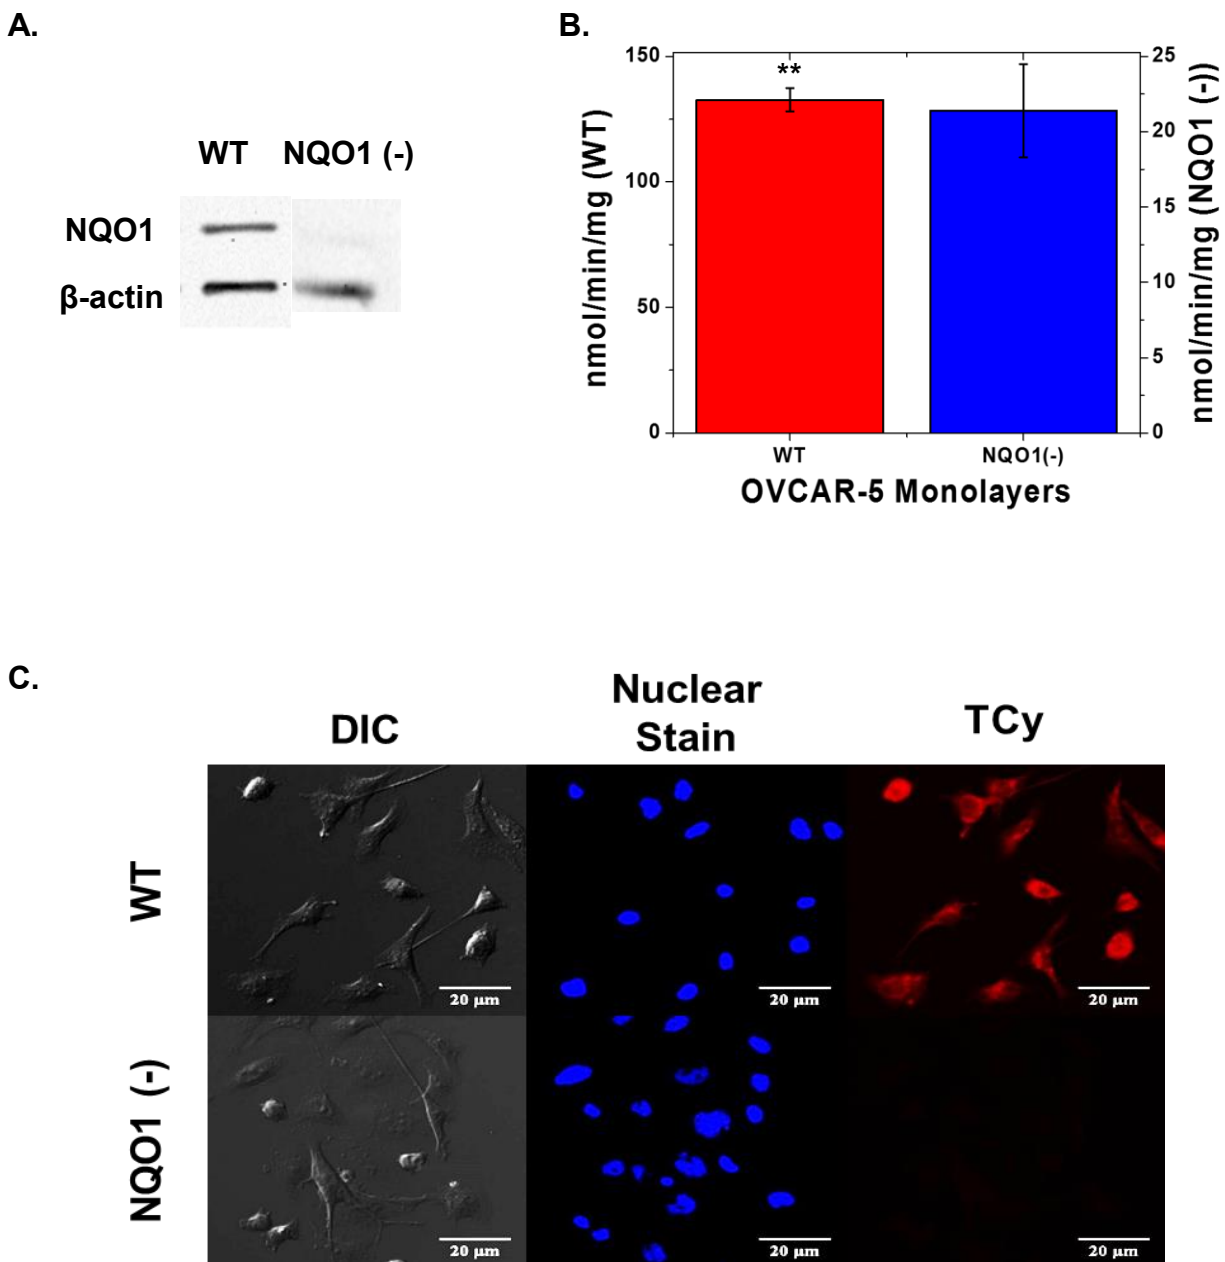 A.
WT NQO1 (-)
NQO1
β-actin
B.
**
150
100
50
0
nmol/min/mg (WT)
25
20
15
10
5
0
nmol/min/mg (NQO1 (-))
WT NQO1(-)
OVCAR-5 Monolayers
C.
DIC
Nuclear
Stain
TCy
WT
20 µm
20 µm
20 µm
NQO1 (-)
20 µm
20 µm
20 µm